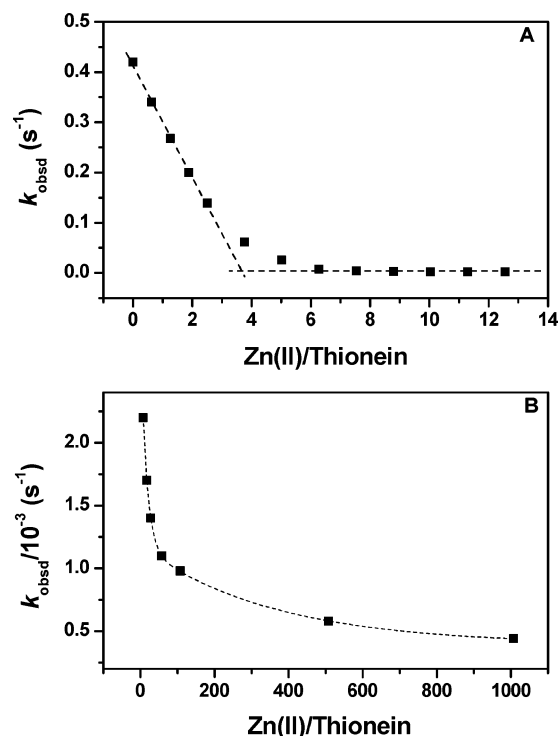 A
0.5
0.4
0.3
0.2
0.1
0.0
k obsd (s⁻¹)
0 2 4 6 8 10 12 14
Zn(II)/Thionein
B
2.0
1.5
1.0
0.5
k obsd/10⁻³ (s⁻¹)
0 200 400 600 800 1000
Zn(II)/Thionein